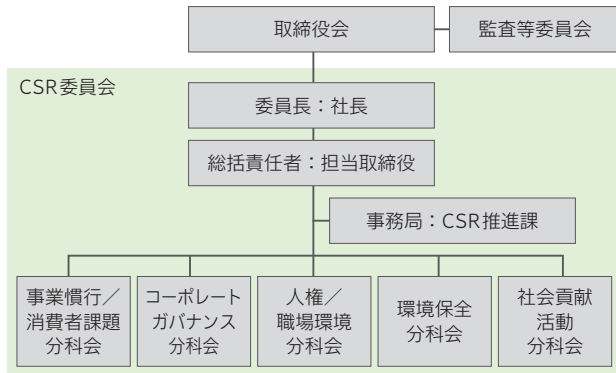 取締役会
監査等委員会
CSR委員会
委員長：社長
総括責任者：担当取締役
事務局：CSR推進課
事業慣行／
消費者課題
分科会
コーポレート
ガバナンス
分科会
人権／
職場環境
分科会
環境保全
分科会
社会貢献
活動
分科会